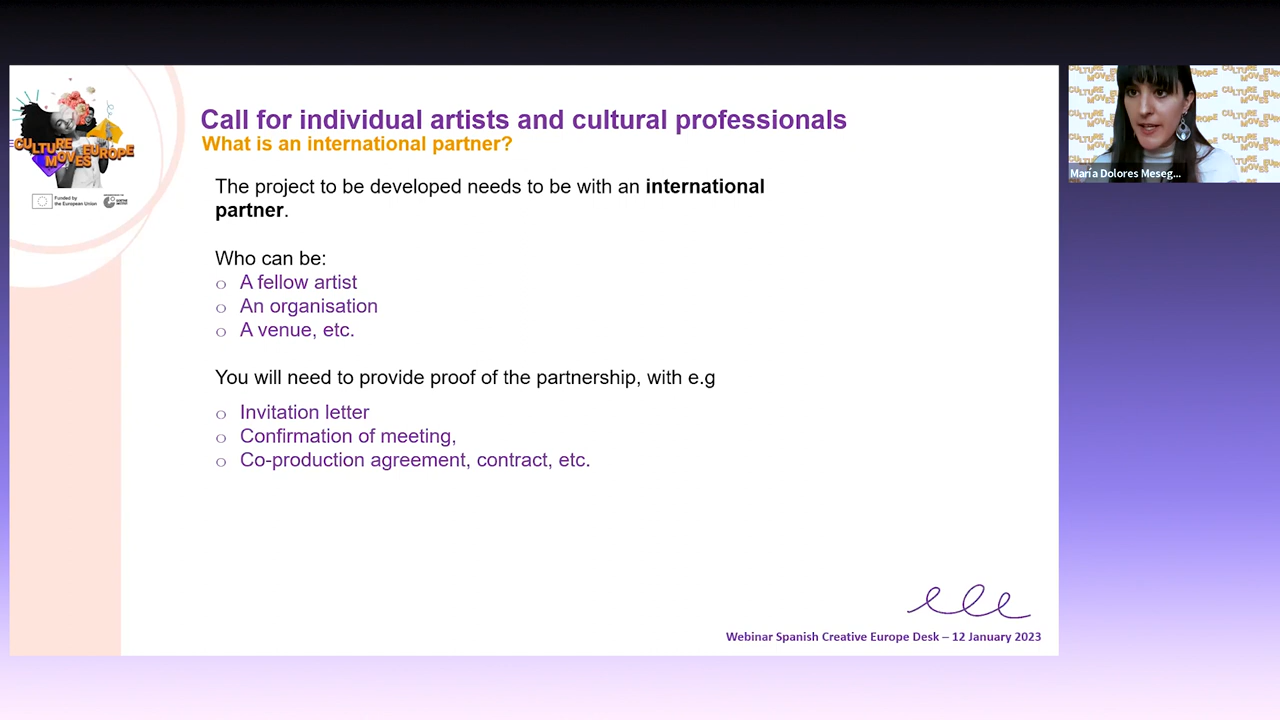 Call for individual artists and cultural professionals
What is an international partner?
CULTURE
MOVES
EUROPE
Funded by
the European Union
GOETHE
INSTITUT
The project to be developed needs to be with an international
partner.
Who can be:
o A fellow artist
o An organisation
o A venue, etc.
You will need to provide proof of the partnership, with e.g
o Invitation letter
o Confirmation of meeting,
o Co-production agreement, contract, etc.
Webinar Spanish Creative Europe Desk – 12 January 2023
María Dolores Meseg...